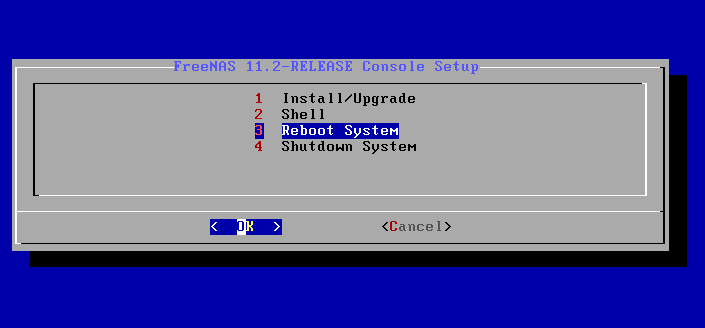 FreeNAS 11.2-RELEASE Console Setup
1 Install/Upgrade
2 Shell
3 Reboot System
4 Shutdown System
< OK > <Cancel>